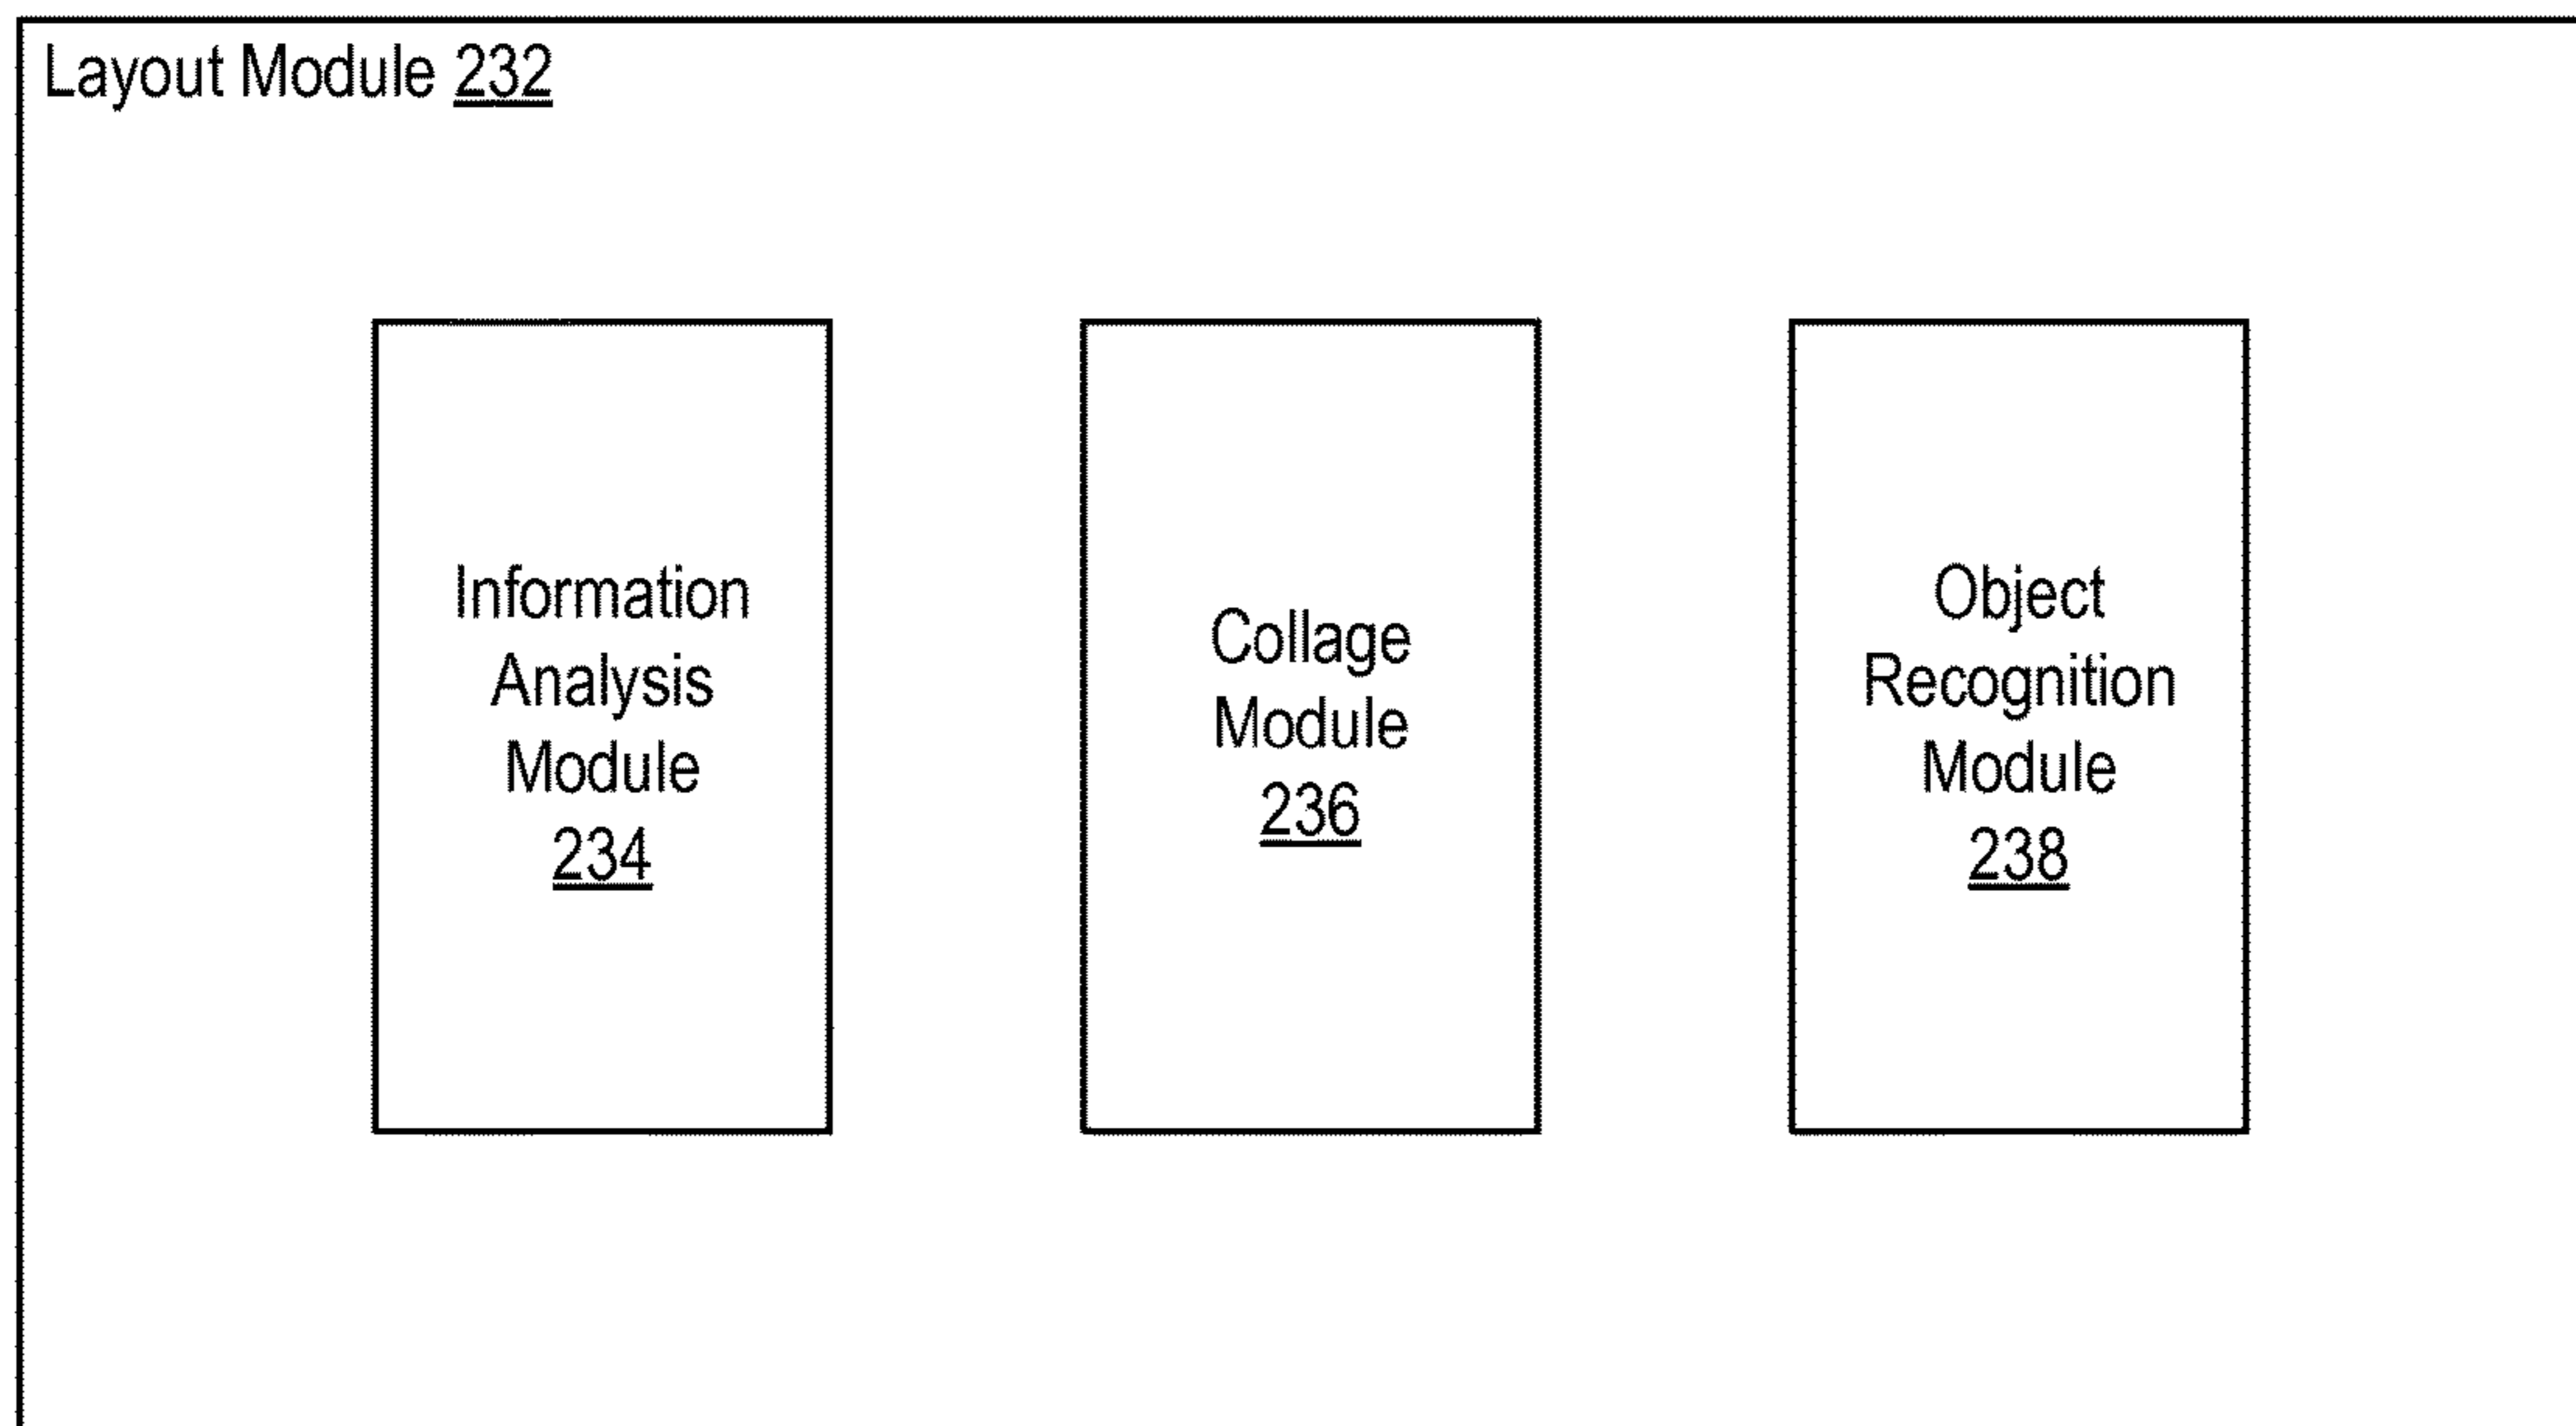 Layout Module 232
Information
Analysis
Module
234
Collage
Module
236
Object
Recognition
Module
238